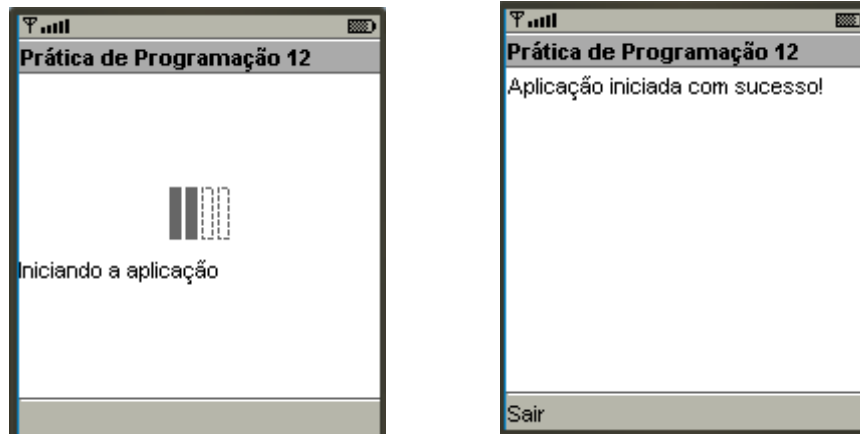 Prática de Programação 12
Iniciando a aplicação
Prática de Programação 12
Aplicação iniciada com sucesso!
Sair